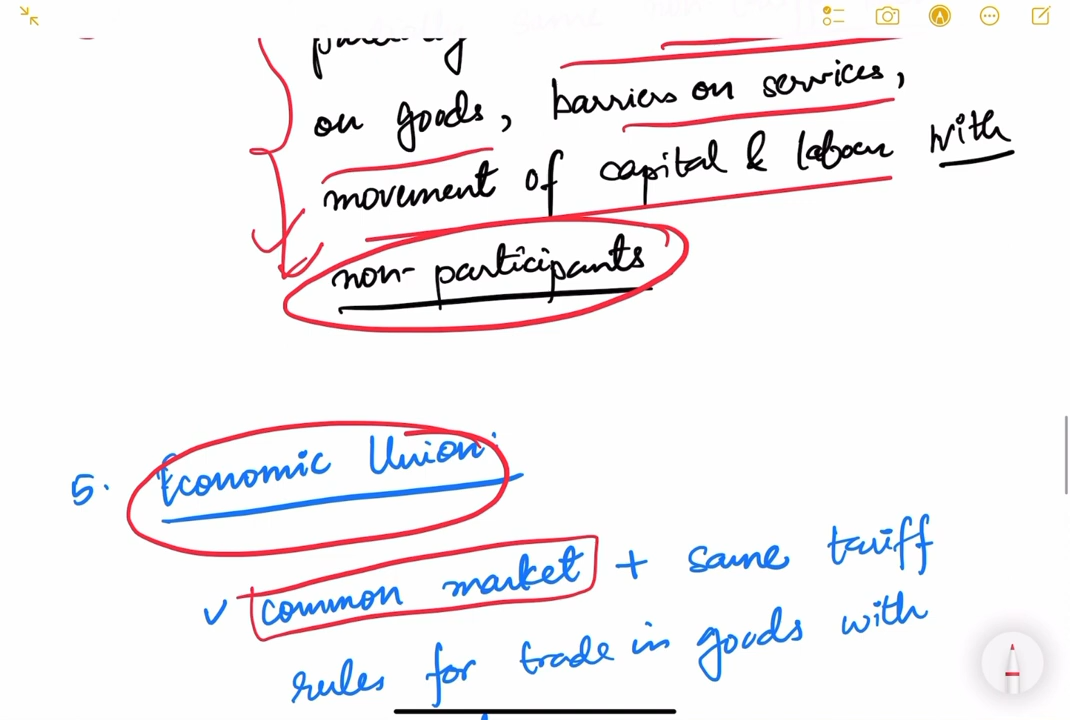 on goods, barriers on services,
movement of capital & labour with
non-participants
5. Economic Union:
common market + same tariff
rules for trade in goods with